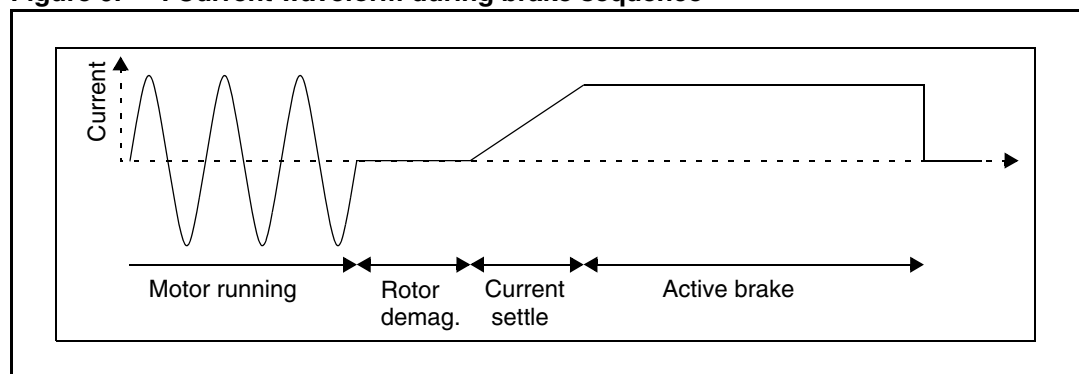 Current
Motor running
Rotor
demag.
Current
settle
Active brake